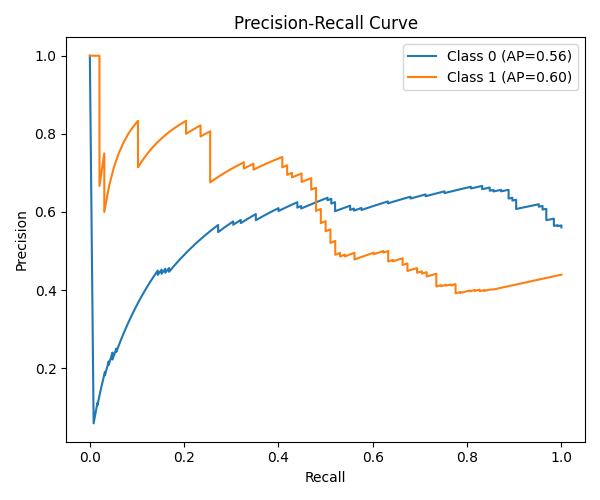 Precision-Recall Curve
Class 0 (AP=0.56)
Class 1 (AP=0.60)
Precision
1.0
0.8
0.6
0.4
0.2
0.0 0.2 0.4 0.6 0.8 1.0
Recall